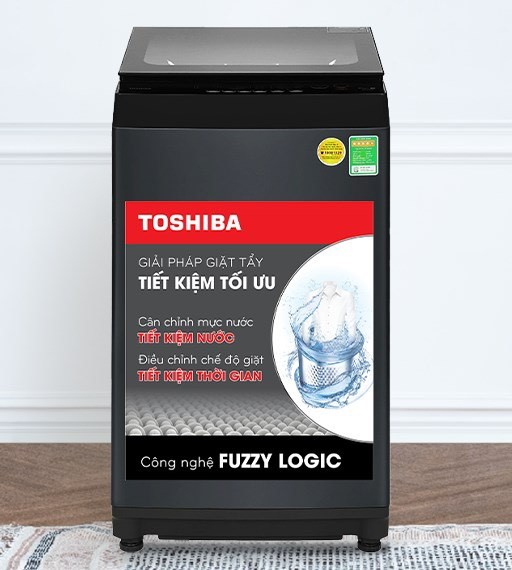 TOSHIBA
GIẢI PHÁP GIẶT TẨY
TIẾT KIỆM TỐI ƯU
Cân chỉnh mực nước
TIẾT KIỆM NƯỚC
Điều chỉnh chế độ giặt
TIẾT KIỆM THỜI GIAN
Công nghệ FUZZY LOGIC